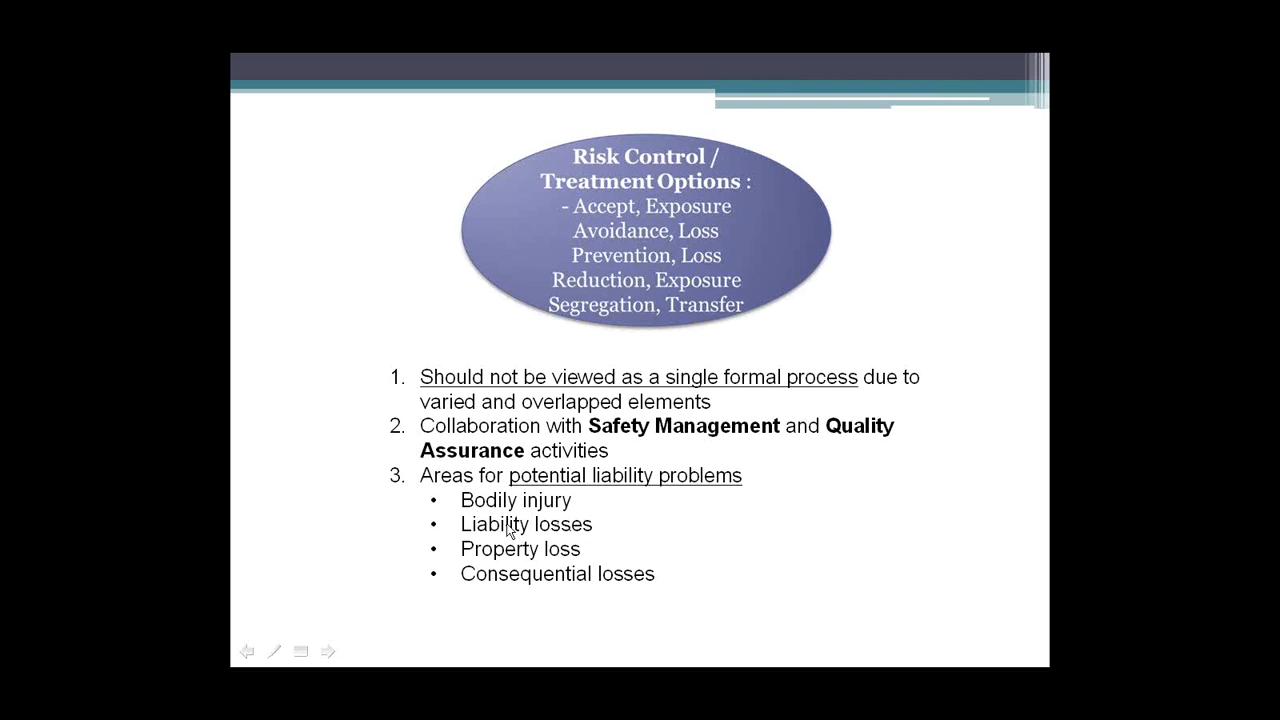 Risk Control /
Treatment Options :
- Accept, Exposure
Avoidance, Loss
Prevention, Loss
Reduction, Exposure
Segregation, Transfer
1. Should not be viewed as a single formal process due to
varied and overlapped elements
2. Collaboration with Safety Management and Quality
Assurance activities
3. Areas for potential liability problems
• Bodily injury
• Liability losses
• Property loss
• Consequential losses